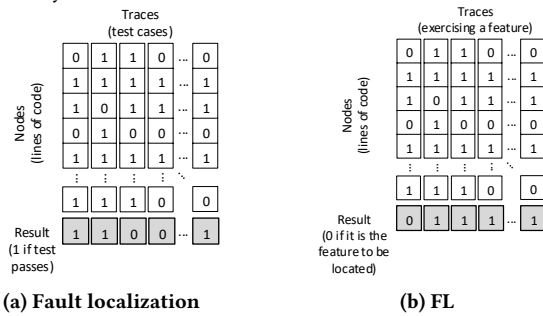 Traces
(test cases)
Nodes
(lines of code)
0 1 1 0 ... 0
1 1 1 1 ... 1
1 0 1 1 ... 1
0 1 0 0 ... 0
1 1 1 1 ... 1
⋮ ⋮ ⋮ ⋮ ⋱
1 1 1 0 0
Result
(1 if test
passes)
1 1 0 0 ... 1
(a) Fault localization
Traces
(exercising a feature)
Nodes
(lines of code)
0 1 1 0 ... 0
1 1 1 1 ... 1
1 0 1 1 ... 1
0 1 0 0 ... 0
1 1 1 1 ... 1
⋮ ⋮ ⋮ ⋮ ⋱
1 1 1 0 0
Result
(0 if it is the
feature to be
located)
0 1 1 1 ... 1
(b) FL